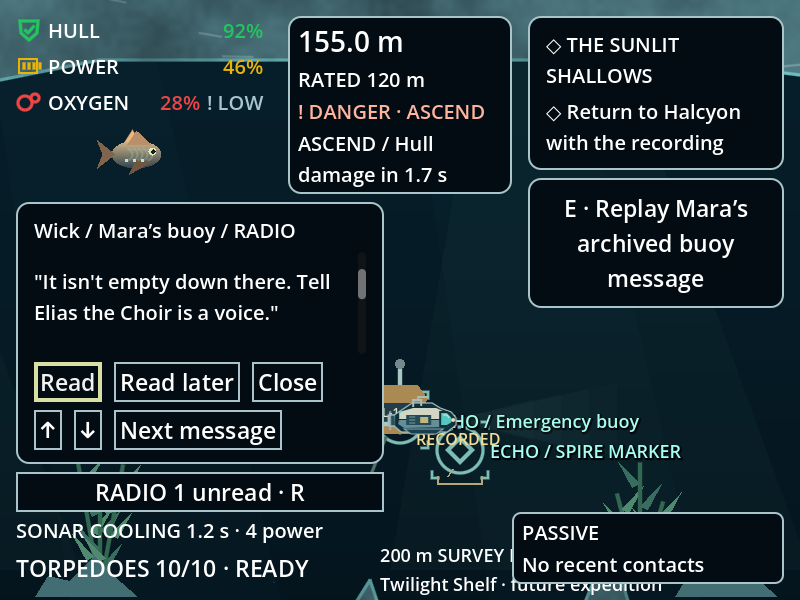 HULL 92%
POWER 46%
OXYGEN 28% ! LOW
155.0 m
RATED 120 m
! DANGER · ASCEND
ASCEND / Hull
damage in 1.7 s
◇ THE SUNLIT
SHALLOWS
◇ Return to Halcyon
with the recording
E · Replay Mara’s
archived buoy
message
Wick / Mara’s buoy / RADIO
"It isn't empty down there. Tell
Elias the Choir is a voice."
Read
Read later
Close
↑
↓
Next message
HO / Emergency buoy
RECORDED
ECHO / SPIRE MARKER
RADIO 1 unread · R
SONAR COOLING 1.2 s · 4 power
TORPEDOES 10/10 · READY
PASSIVE
No recent contacts
200 m SURVEY
Twilight Shelf · future expedition